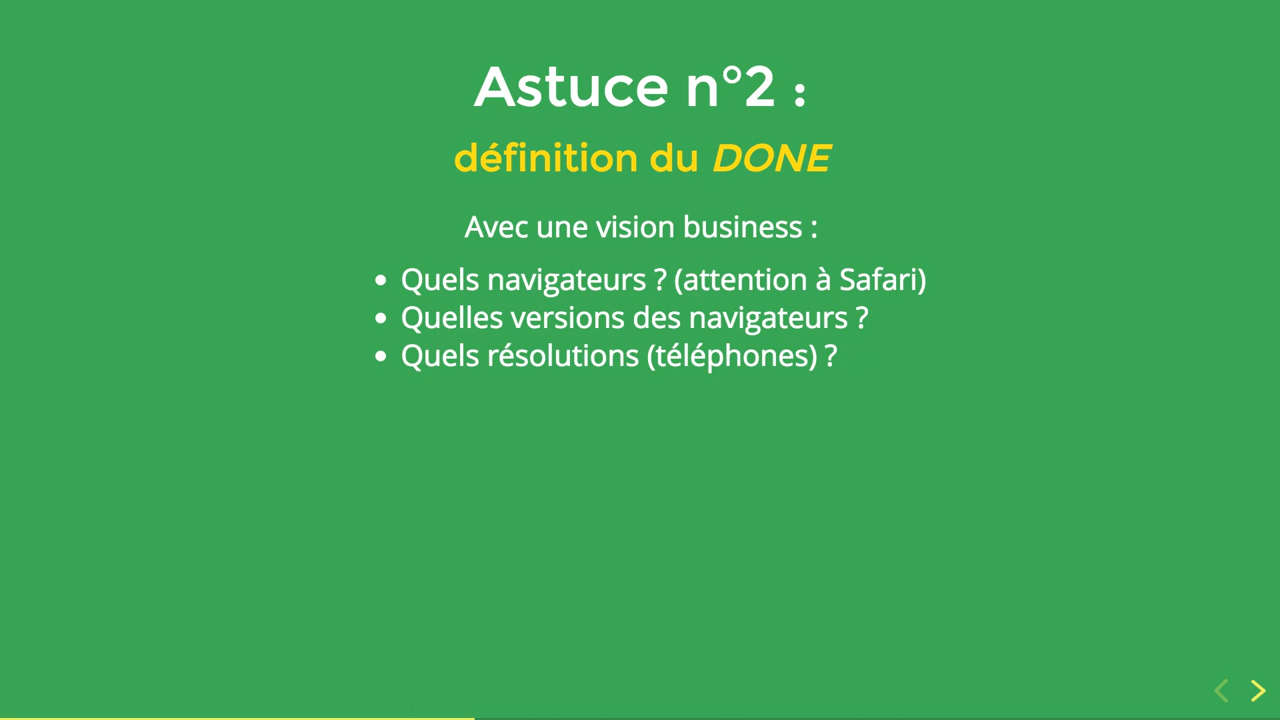 Astuce n°2 :
définition du DONE
Avec une vision business :
• Quels navigateurs ? (attention à Safari)
• Quelles versions des navigateurs ?
• Quels résolutions (téléphones) ?